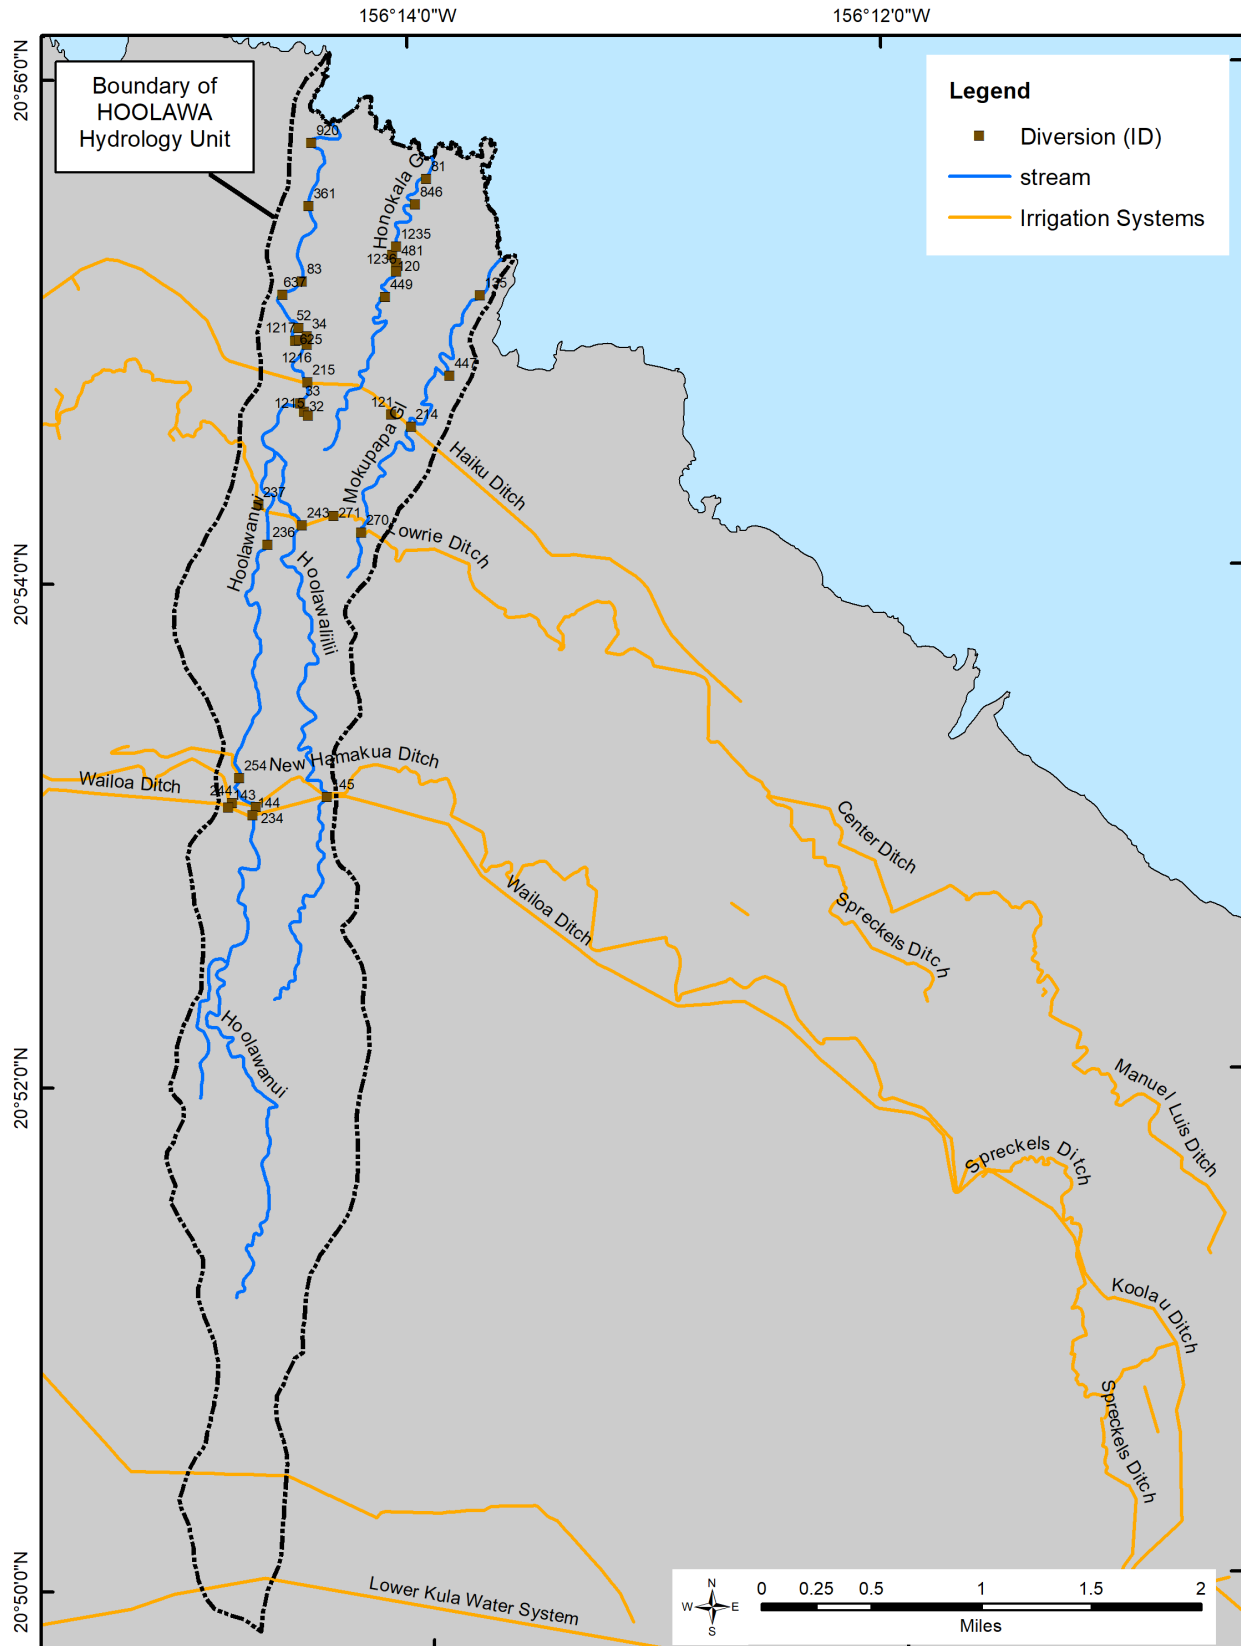 156°14'0"W
156°12'0"W
20°56'0"N
20°54'0"N
20°52'0"N
20°50'0"N
Boundary of
HOOLAWA
Hydrology Unit
Legend
Diversion (ID)
stream
Irrigation Systems
920
361
83
637
52
34
1217
625
1216
215
33
1215
32
Honokala G
81
846
1235
481
1236
120
449
135
447
121
214
Mokupapa Gl
Haiku Ditch
237
243
271
270
236
Lowrie Ditch
Hoolawanui
Hoolawaliilii
254
New Hamakua Ditch
Wailoa Ditch
244
143
144
145
234
Wailoa Ditch
Center Ditch
Spreckels Ditch
Hoolawanui
Manuel Luis Ditch
Spreckels Ditch
Koolau Ditch
Spreckels Ditch
Lower Kula Water System
N
W
E
S
0 0.25 0.5 1 1.5 2
Miles